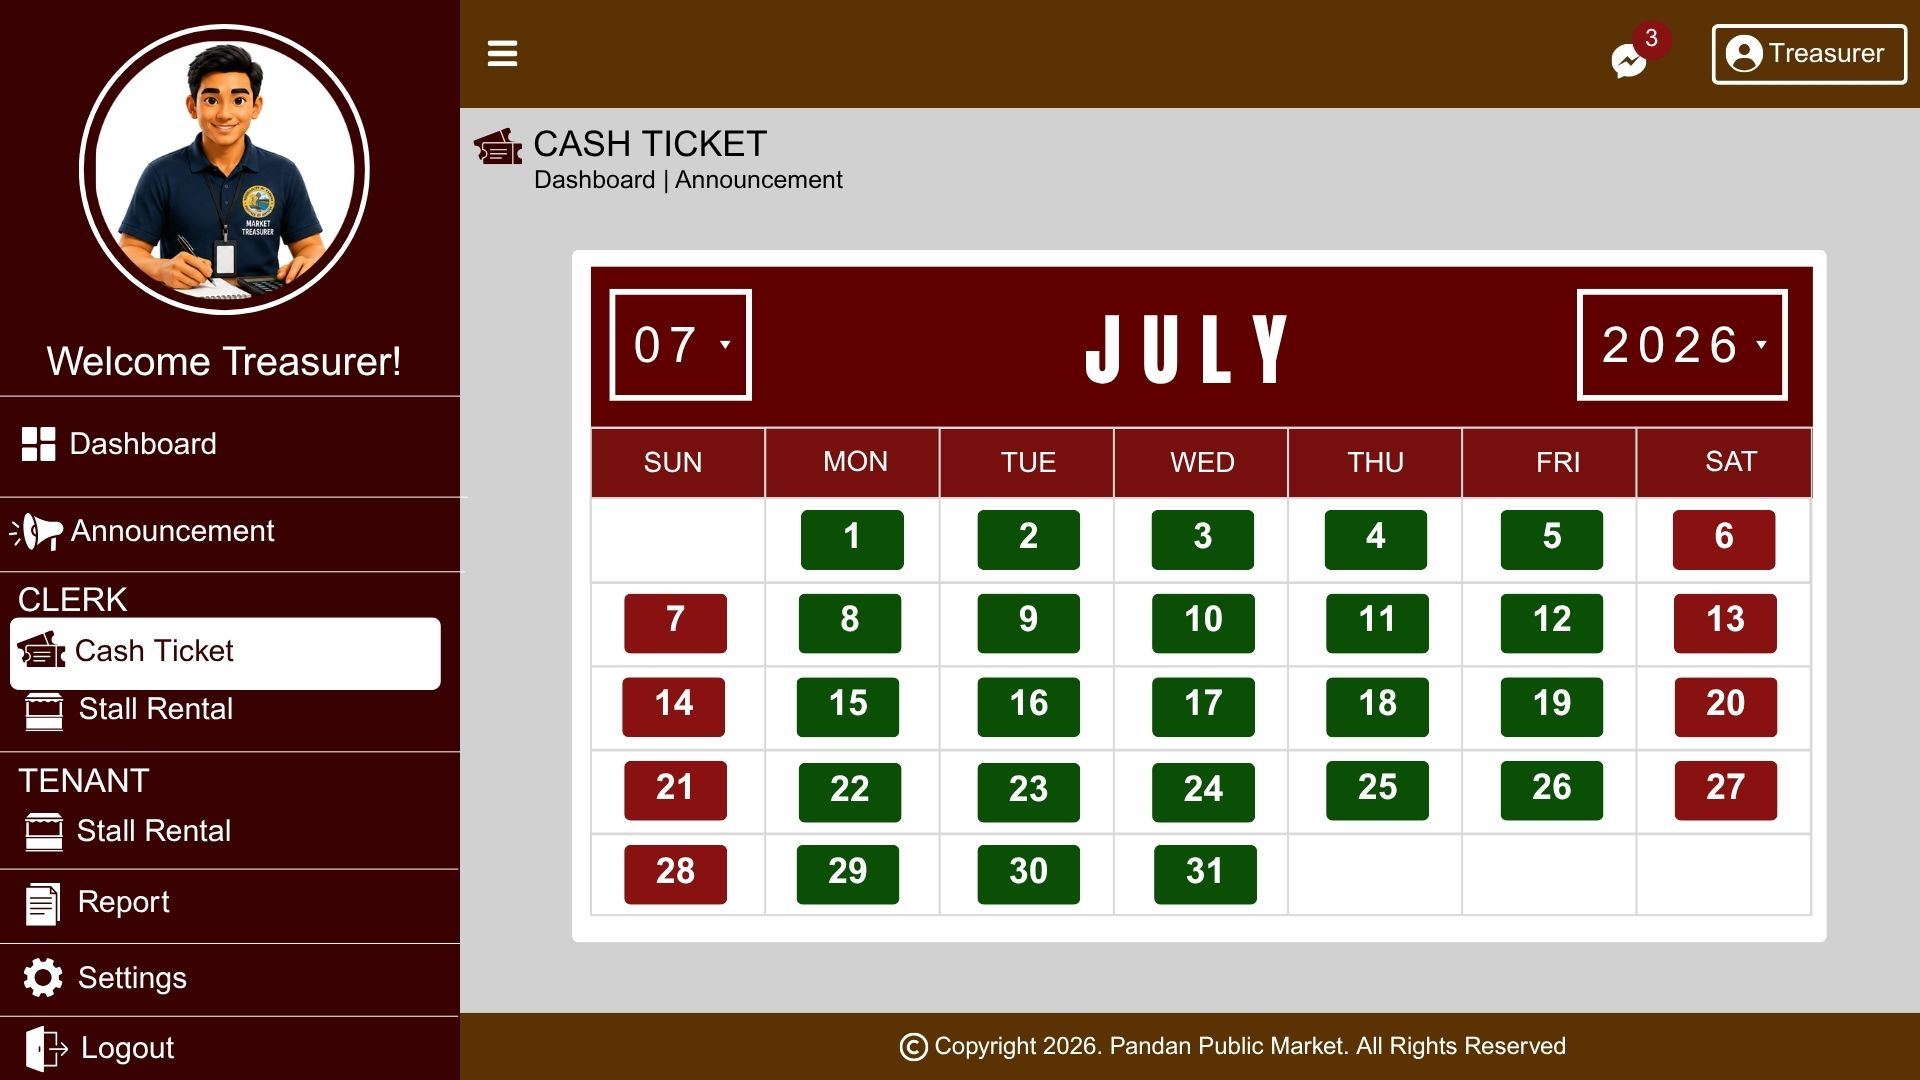 MARKET
TREASURER
Welcome Treasurer!
Dashboard
Announcement
CLERK
Cash Ticket
Stall Rental
TENANT
Stall Rental
Report
Settings
Logout
3
Treasurer
CASH TICKET
Dashboard | Announcement
07 JULY 2026
SUN MON TUE WED THU FRI SAT
1 2 3 4 5 6
7 8 9 10 11 12 13
14 15 16 17 18 19 20
21 22 23 24 25 26 27
28 29 30 31
© Copyright 2026. Pandan Public Market. All Rights Reserved